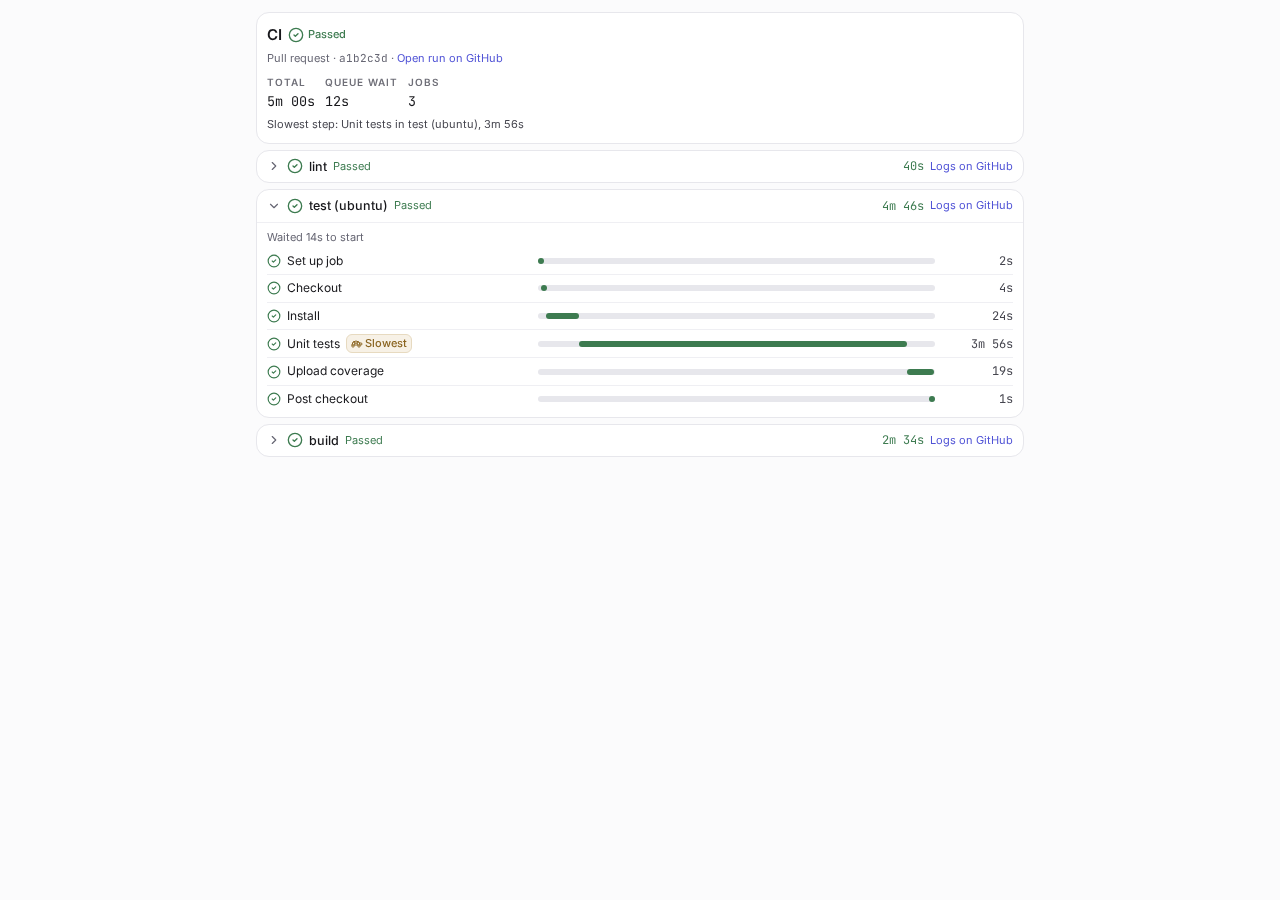 CI Passed
Pull request · a1b2c3d · Open run on GitHub
TOTAL QUEUE WAIT JOBS
5m 00s 12s 3
Slowest step: Unit tests in test (ubuntu), 3m 56s
lint Passed 40s Logs on GitHub
test (ubuntu) Passed 4m 46s Logs on GitHub
Waited 14s to start
Set up job 2s
Checkout 4s
Install 24s
Unit tests Slowest 3m 56s
Upload coverage 19s
Post checkout 1s
build Passed 2m 34s Logs on GitHub